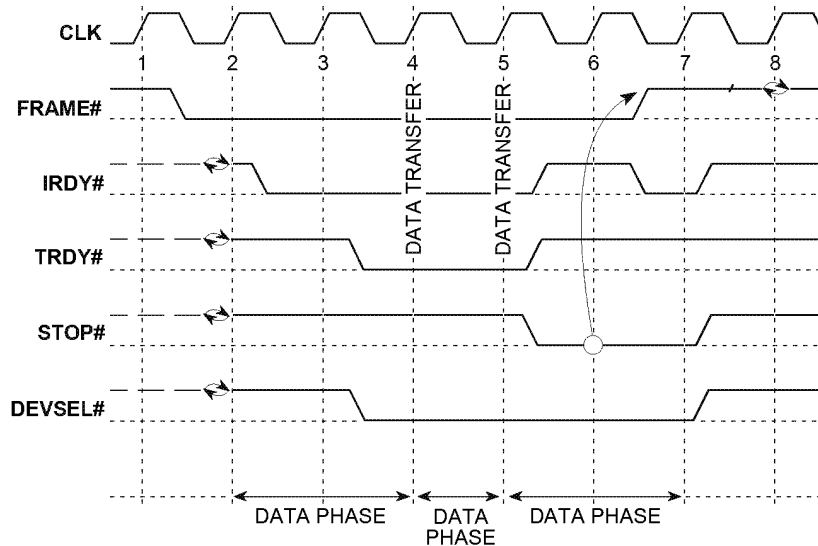 CLK
1 2 3 4 5 6 7 8
FRAME#
IRDY#
TRDY#
STOP#
DEVSEL#
DATA TRANSFER
DATA TRANSFER
DATA PHASE
DATA
PHASE
DATA PHASE